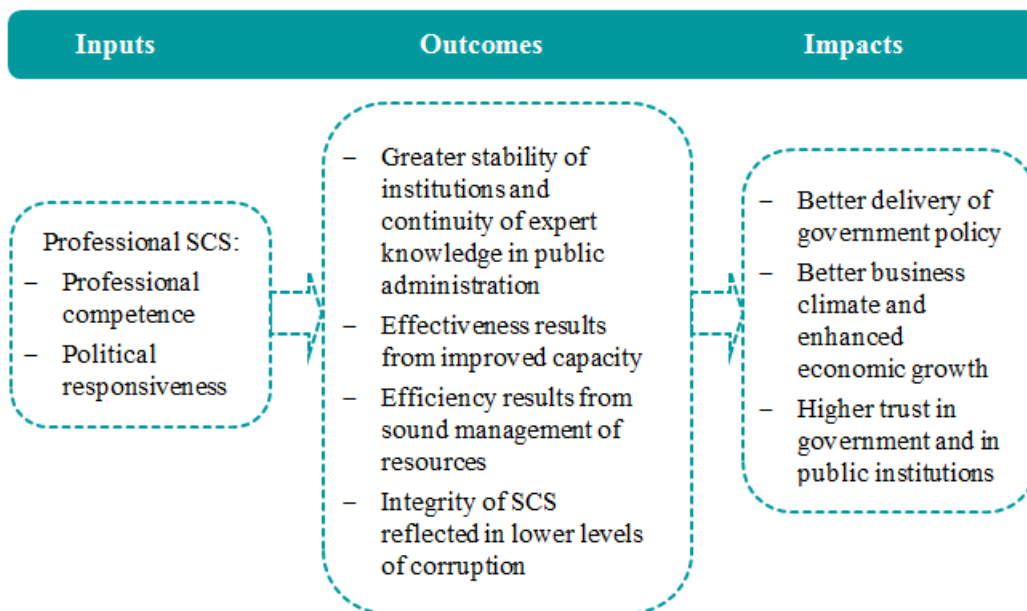 Inputs
Outcomes
Impacts
Professional SCS:
– Professional
competence
– Political
responsiveness
– Greater stability of
institutions and
continuity of expert
knowledge in public
administration
– Effectiveness results
from improved capacity
– Efficiency results from
sound management of
resources
– Integrity of SCS
reflected in lower levels
of corruption
– Better delivery of
government policy
– Better business
climate and
enhanced
economic growth
– Higher trust in
government and in
public institutions